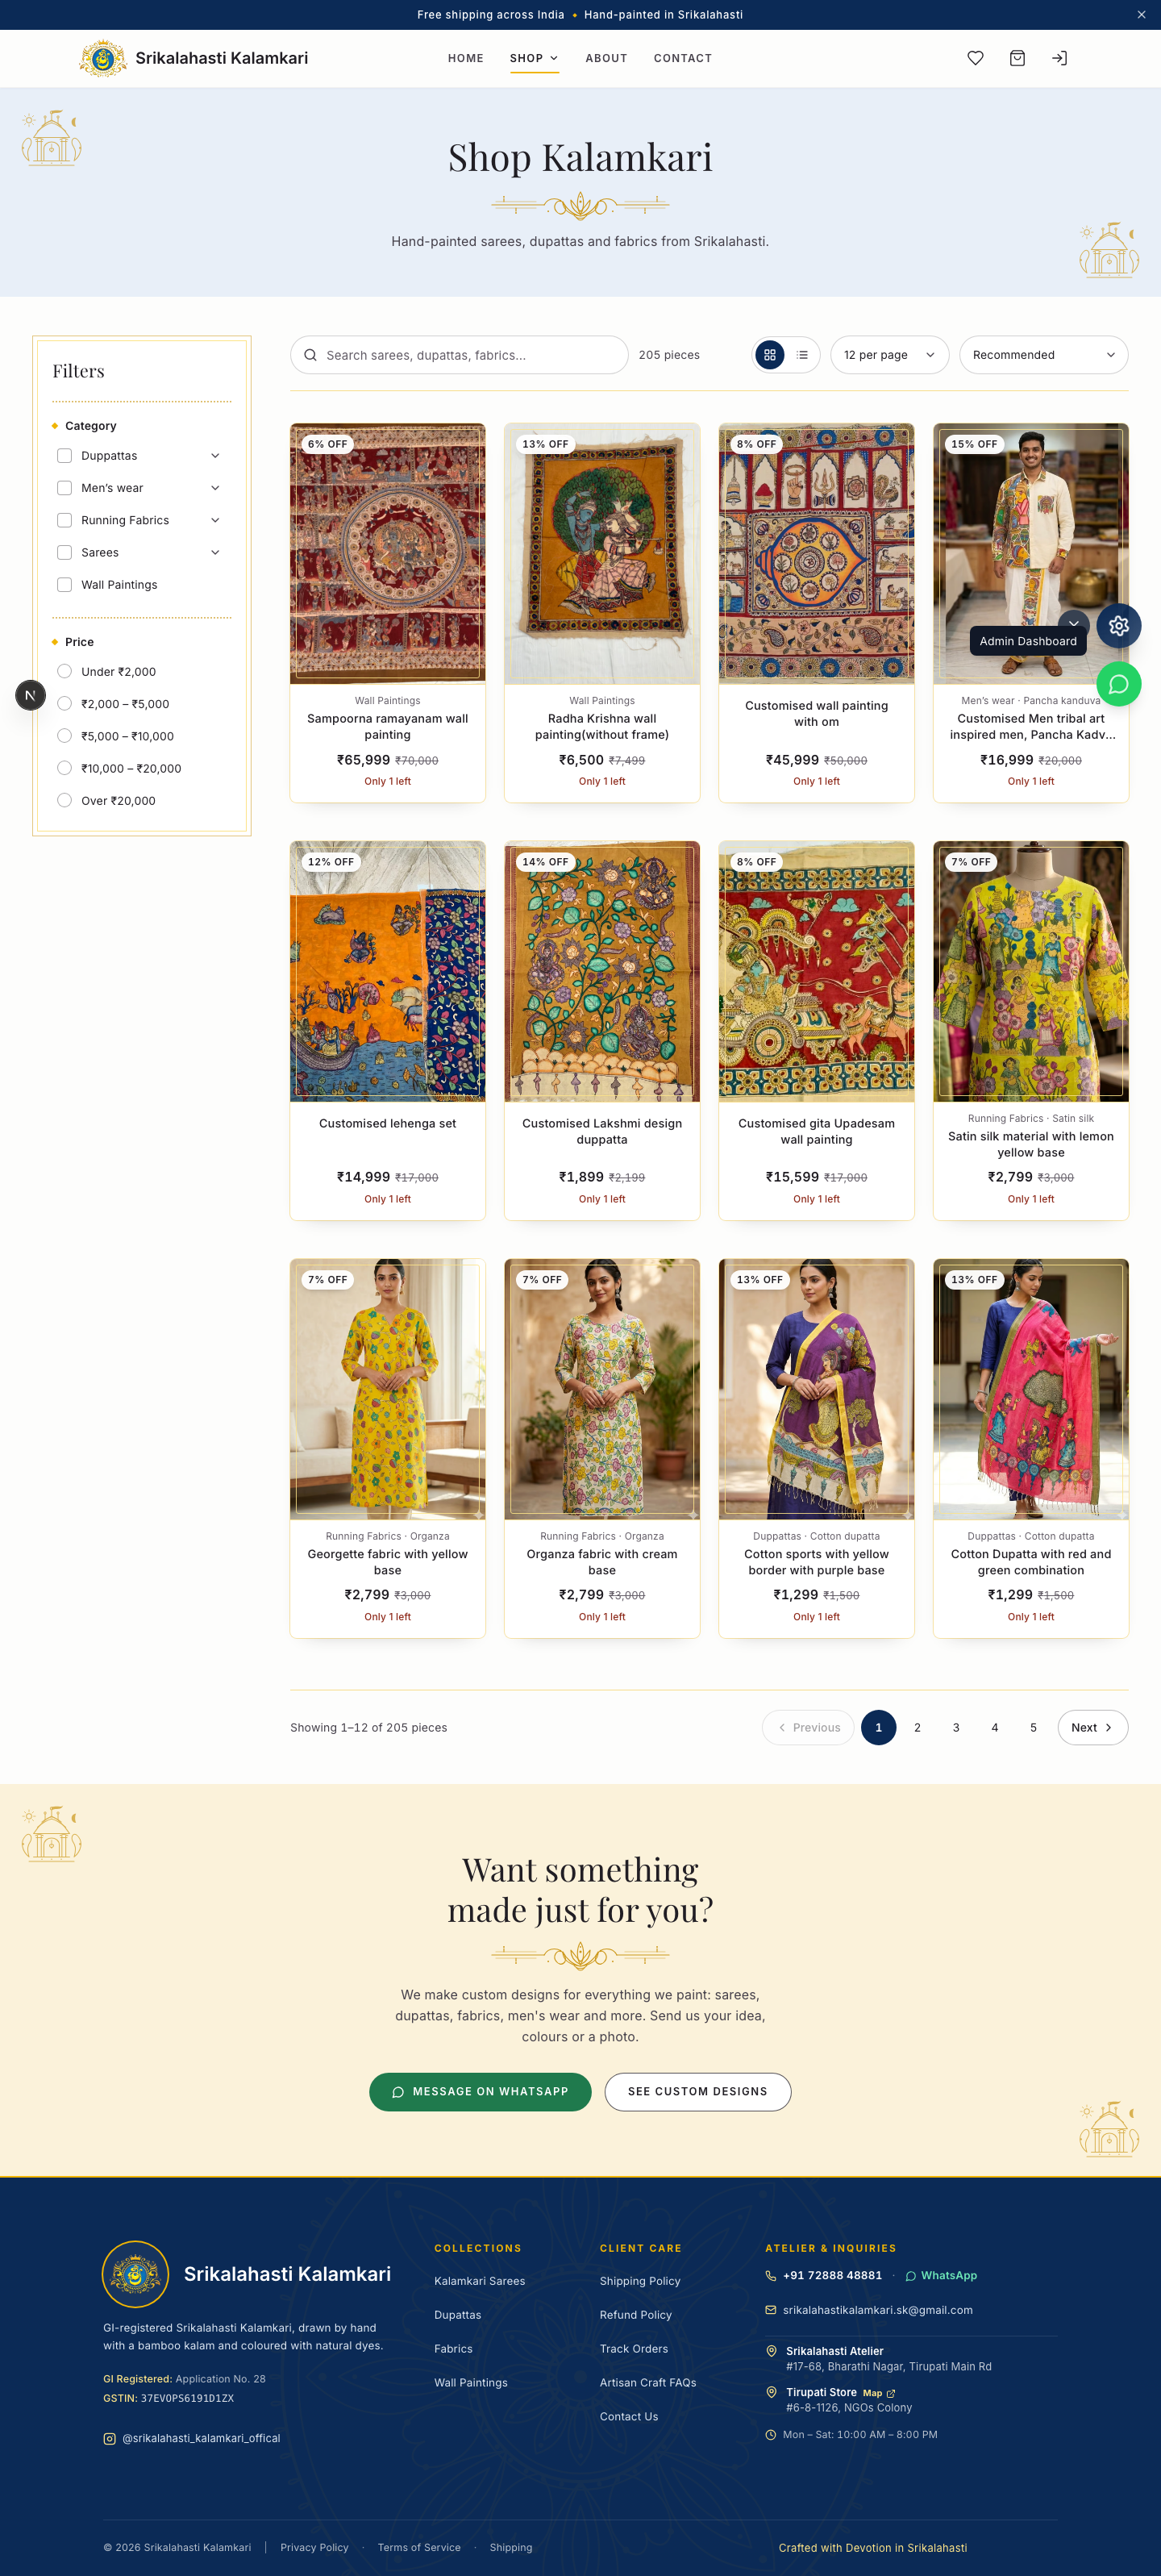 Free shipping across India • Hand-painted in Srikalahasti
Srikalahasti Kalamkari
HOME
SHOP
ABOUT
CONTACT
Shop Kalamkari
Hand-painted sarees, dupattas and fabrics from Srikalahasti.
Filters
Category
Duppattas
Men’s wear
Running Fabrics
Sarees
Wall Paintings
Price
Under ₹2,000
₹2,000 – ₹5,000
₹5,000 – ₹10,000
₹10,000 – ₹20,000
Over ₹20,000
N
Search sarees, dupattas, fabrics...
205 pieces
12 per page
Recommended
6% OFF
Wall Paintings
Sampoorna ramayanam wall
painting
₹65,999 ₹70,000
Only 1 left
13% OFF
Wall Paintings
Radha Krishna wall
painting(without frame)
₹6,500 ₹7,499
Only 1 left
8% OFF
Customised wall painting
with om
₹45,999 ₹50,000
Only 1 left
15% OFF
Admin Dashboard
Men’s wear · Pancha kanduva
Customised Men tribal art
inspired men, Pancha Kadv...
₹16,999 ₹20,000
Only 1 left
12% OFF
Customised lehenga set
₹14,999 ₹17,000
Only 1 left
14% OFF
Customised Lakshmi design
duppatta
₹1,899 ₹2,199
Only 1 left
8% OFF
Customised gita Upadesam
wall painting
₹15,599 ₹17,000
Only 1 left
7% OFF
Running Fabrics · Satin silk
Satin silk material with lemon
yellow base
₹2,799 ₹3,000
Only 1 left
7% OFF
Running Fabrics · Organza
Georgette fabric with yellow
base
₹2,799 ₹3,000
Only 1 left
7% OFF
Running Fabrics · Organza
Organza fabric with cream
base
₹2,799 ₹3,000
Only 1 left
13% OFF
Duppattas · Cotton dupatta
Cotton sports with yellow
border with purple base
₹1,299 ₹1,500
Only 1 left
13% OFF
Duppattas · Cotton dupatta
Cotton Dupatta with red and
green combination
₹1,299 ₹1,500
Only 1 left
Showing 1–12 of 205 pieces
Previous
1
2
3
4
5
Next
Want something
made just for you?
We make custom designs for everything we paint: sarees,
dupattas, fabrics, men's wear and more. Send us your idea,
colours or a photo.
MESSAGE ON WHATSAPP
SEE CUSTOM DESIGNS
Srikalahasti Kalamkari
GI-registered Srikalahasti Kalamkari, drawn by hand
with a bamboo kalam and coloured with natural dyes.
GI Registered: Application No. 28
GSTIN: 37EVOPS6191D1ZX
@srikalahasti_kalamkari_offical
COLLECTIONS
Kalamkari Sarees
Dupattas
Fabrics
Wall Paintings
CLIENT CARE
Shipping Policy
Refund Policy
Track Orders
Artisan Craft FAQs
Contact Us
ATELIER & INQUIRIES
+91 72888 48881 · WhatsApp
srikalahastikalamkari.sk@gmail.com
Srikalahasti Atelier
#17-68, Bharathi Nagar, Tirupati Main Rd
Tirupati Store Map
#6-8-1126, NGOs Colony
Mon – Sat: 10:00 AM – 8:00 PM
© 2026 Srikalahasti Kalamkari | Privacy Policy · Terms of Service · Shipping
Crafted with Devotion in Srikalahasti